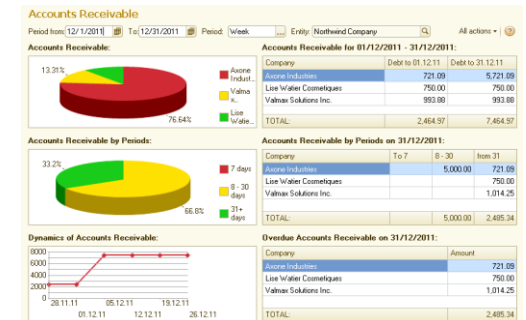 Accounts Receivable
Period from: 12/1/2011 To: 12/31/2011 Period: Week ... Entity: Northwind Company All actions
Accounts Receivable:
13.31%
76.64%
Axone Indust..
Valma x..
Lise Watie..
Accounts Receivable for 01/12/2011 - 31/12/2011:
Company Debt to 01.12.11 Debt to 31.12.11
Axone Industries 721.09 5,721.09
Lise Watier Cosmetiques 750.00 750.00
Valmax Solutions Inc. 993.88 993.88
TOTAL: 2,464.97 7,464.97
Accounts Receivable by Periods:
33.2%
66.8%
7 days
8 - 30 days
31+ days
Accounts Receivable by Periods on 31/12/2011:
Company To 7 8 - 30 from 31
Axone Industries 5,000.00 721.09
Lise Watier Cosmetiques 750.00
Valmax Solutions Inc. 1,014.25
TOTAL: 5,000.00 2,485.34
Dynamics of Accounts Receivable:
8000
6000
4000
2000
0
28.11.11 05.12.11 19.12.11
01.12.11 12.12.11 26.12.11
Overdue Accounts Receivable on 31/12/2011:
Company Amount
Axone Industries 721.09
Lise Watier Cosmetiques 750.00
Valmax Solutions Inc. 1,014.25
TOTAL: 2,485.34